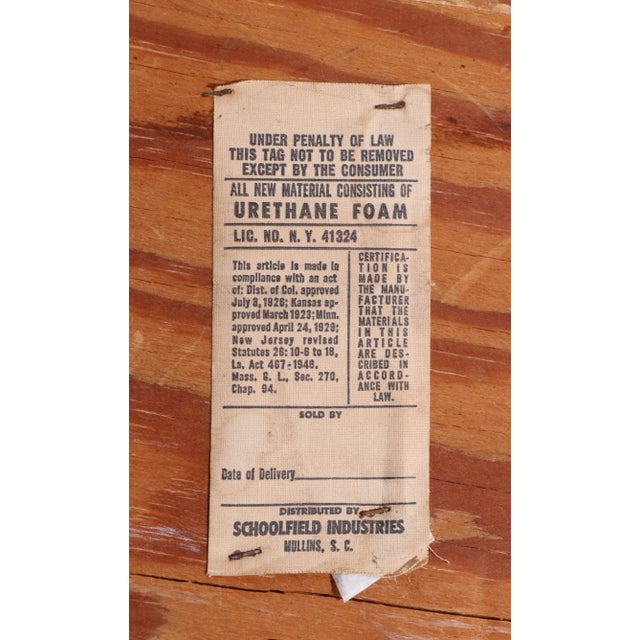 UNDER PENALTY OF LAW
THIS TAG NOT TO BE REMOVED
EXCEPT BY THE CONSUMER
ALL NEW MATERIAL CONSISTING OF
URETHANE FOAM
LIC. NO. N. Y. 41324
This article is made in
compliance with an act
of: Dist. of Col. approved
July 3, 1926; Kansas ap-
proved March 1923; Minn.
approved April 24, 1929;
New Jersey revised
Statutes 26: 10-6 to 18,
La. Act 467-1948.
Mass. G. L., Sec. 270,
Chap. 94.
CERTIFICA-
TION IS
MADE BY
THE MANU-
FACTURER
THAT THE
MATERIALS
IN THIS
ARTICLE
ARE DES-
CRIBED IN
ACCORD-
ANCE WITH
LAW.
SOLD BY
Date of Delivery
DISTRIBUTED BY
SCHOOLFIELD INDUSTRIES
MULLINS, S. C.